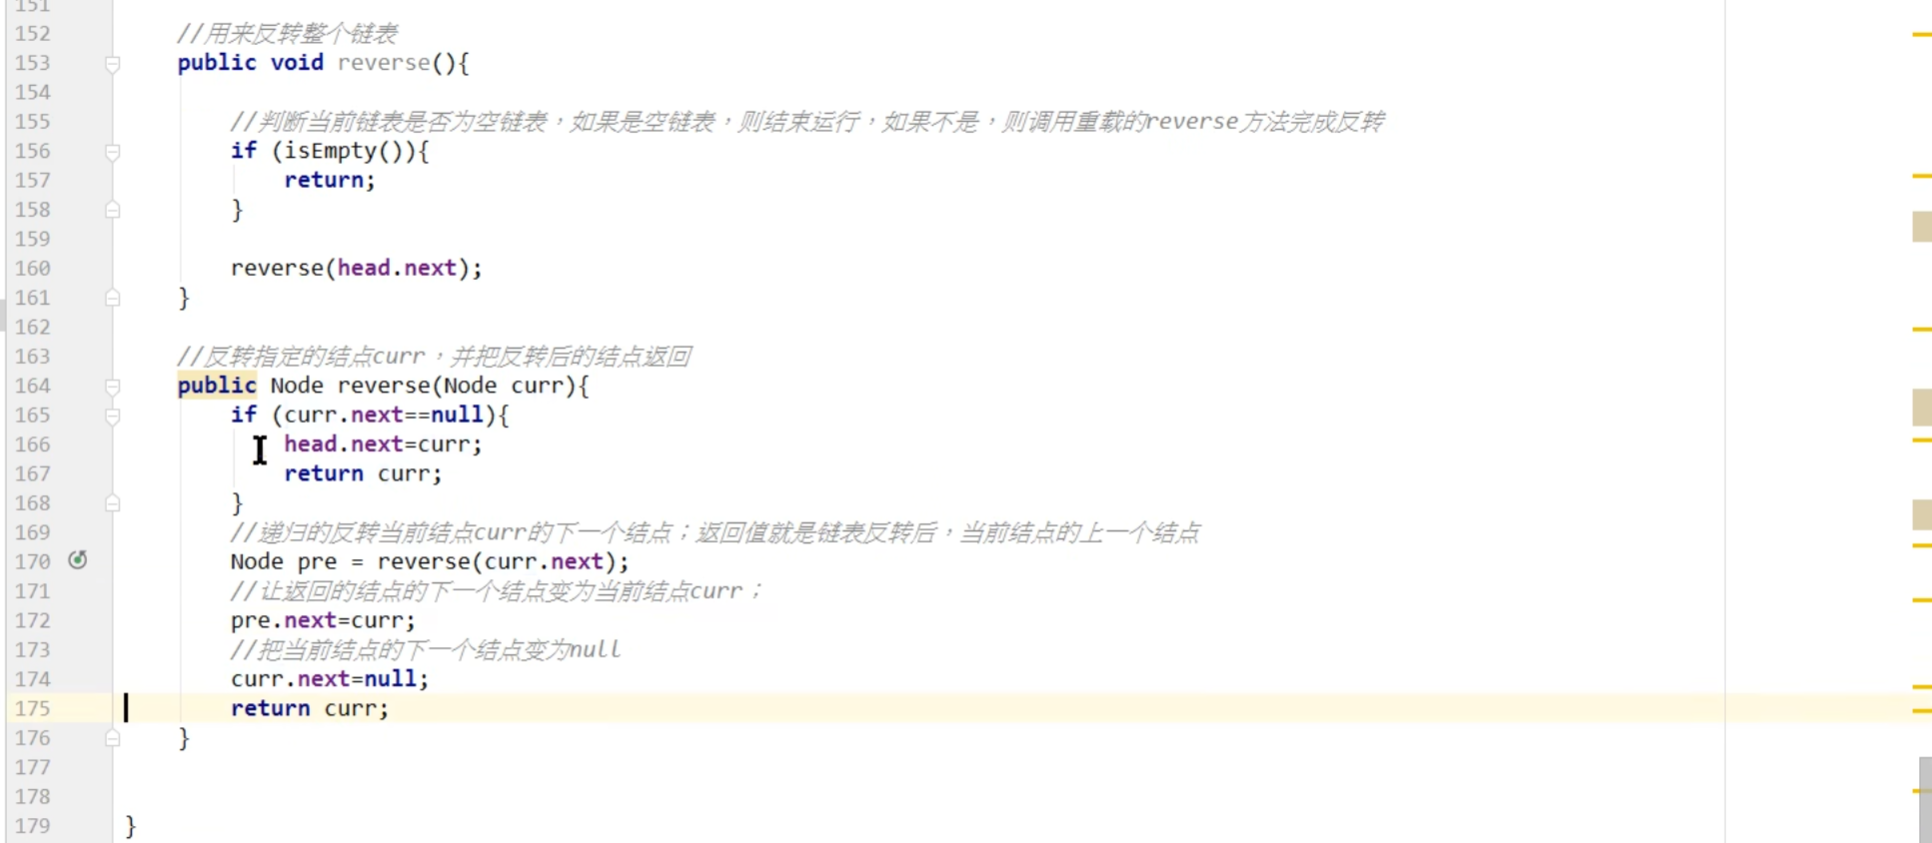 151
152 //用来反转整个链表
153 public void reverse(){
154
155 //判断当前链表是否为空链表，如果是空链表，则结束运行，如果不是，则调用重载的reverse方法完成反转
156 if (isEmpty()){
157 return;
158 }
159
160 reverse(head.next);
161 }
162
163 //反转指定的结点curr，并把反转后的结点返回
164 public Node reverse(Node curr){
165 if (curr.next==null){
166 head.next=curr;
167 return curr;
168 }
169 //递归的反转当前结点curr的下一个结点；返回值就是链表反转后，当前结点的上一个结点
170 Node pre = reverse(curr.next);
171 //让返回的结点的下一个结点变为当前结点curr；
172 pre.next=curr;
173 //把当前结点的下一个结点变为null
174 curr.next=null;
175 return curr;
176 }
177
178
179 }